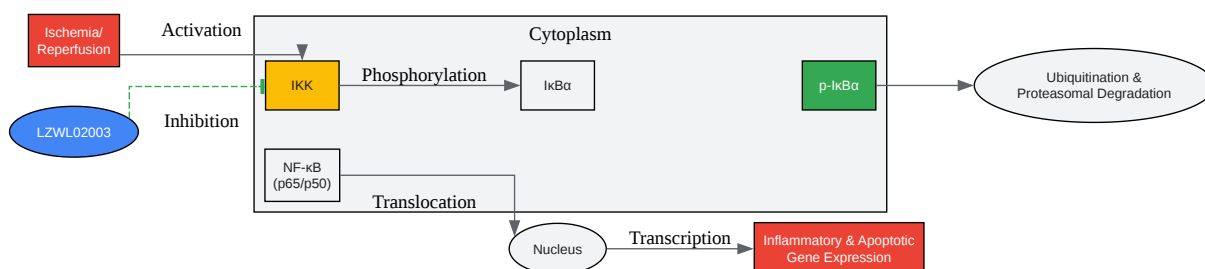 Ischemia/
Reperfusion
Activation
Cytoplasm
IKK
Phosphorylation
IκBα
p-IκBα
Ubiquitination &
Proteasomal Degradation
LZWL02003
Inhibition
NF-κB
(p65/p50)
Translocation
Nucleus
Transcription
Inflammatory & Apoptotic
Gene Expression